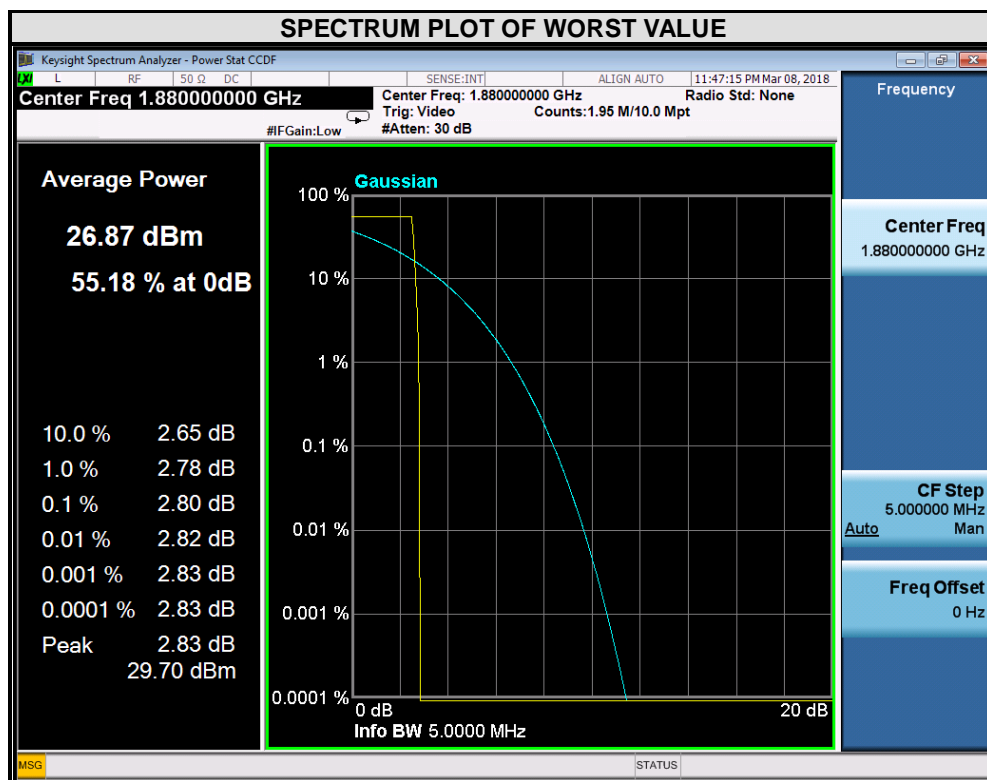 SPECTRUM PLOT OF WORST VALUE
Keysight Spectrum Analyzer - Power Stat CCDF
LXI L RF 50 Ω DC SENSE:INT ALIGN AUTO 11:47:15 PM Mar 08, 2018
Center Freq 1.880000000 GHz
Center Freq: 1.880000000 GHz Radio Std: None
Trig: Video Counts:1.95 M/10.0 Mpt
#IFGain:Low #Atten: 30 dB
Frequency
Average Power
26.87 dBm
55.18 % at 0dB
10.0 % 2.65 dB
1.0 % 2.78 dB
0.1 % 2.80 dB
0.01 % 2.82 dB
0.001 % 2.83 dB
0.0001 % 2.83 dB
Peak 2.83 dB
29.70 dBm
Gaussian
100 %
10 %
1 %
0.1 %
0.01 %
0.001 %
0.0001 %
0 dB 20 dB
Info BW 5.0000 MHz
Center Freq
1.880000000 GHz
CF Step
5.000000 MHz
Auto Man
Freq Offset
0 Hz
MSG STATUS